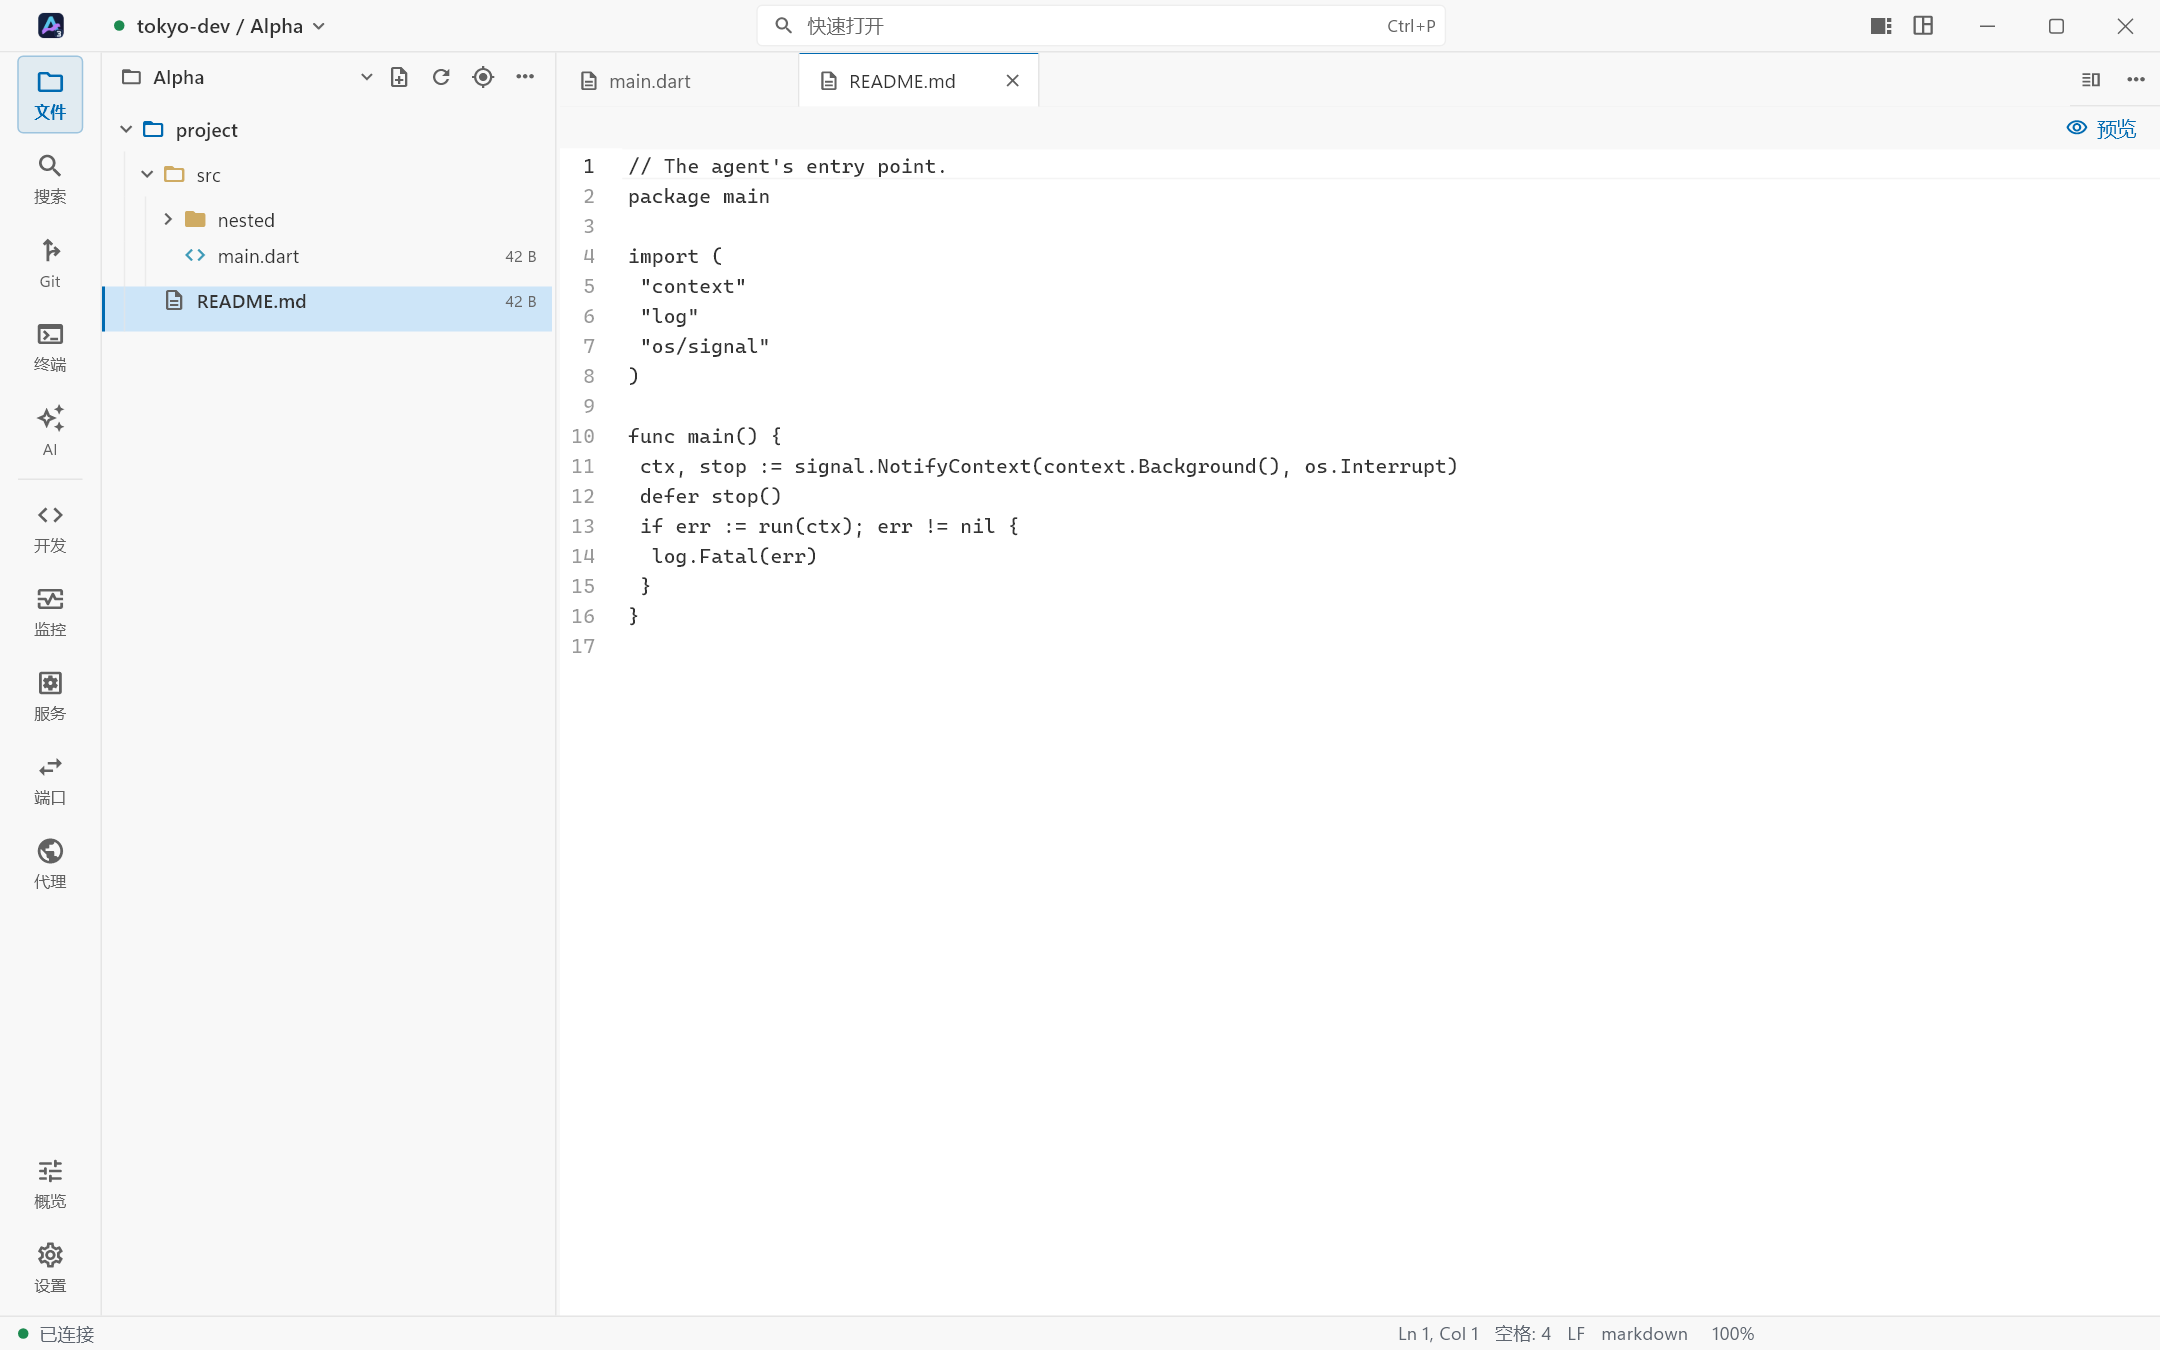 tokyo-dev / Alpha
快速打开
Ctrl+P
文件
搜索
Git
终端
AI
开发
监控
服务
端口
代理
概览
设置
Alpha
project
src
nested
main.dart 42 B
README.md 42 B
main.dart
README.md
预览
1 // The agent's entry point.
2 package main
3
4 import (
5 "context"
6 "log"
7 "os/signal"
8 )
9
10 func main() {
11 ctx, stop := signal.NotifyContext(context.Background(), os.Interrupt)
12 defer stop()
13 if err := run(ctx); err != nil {
14 log.Fatal(err)
15 }
16 }
17
已连接
Ln 1, Col 1 空格: 4 LF markdown 100%